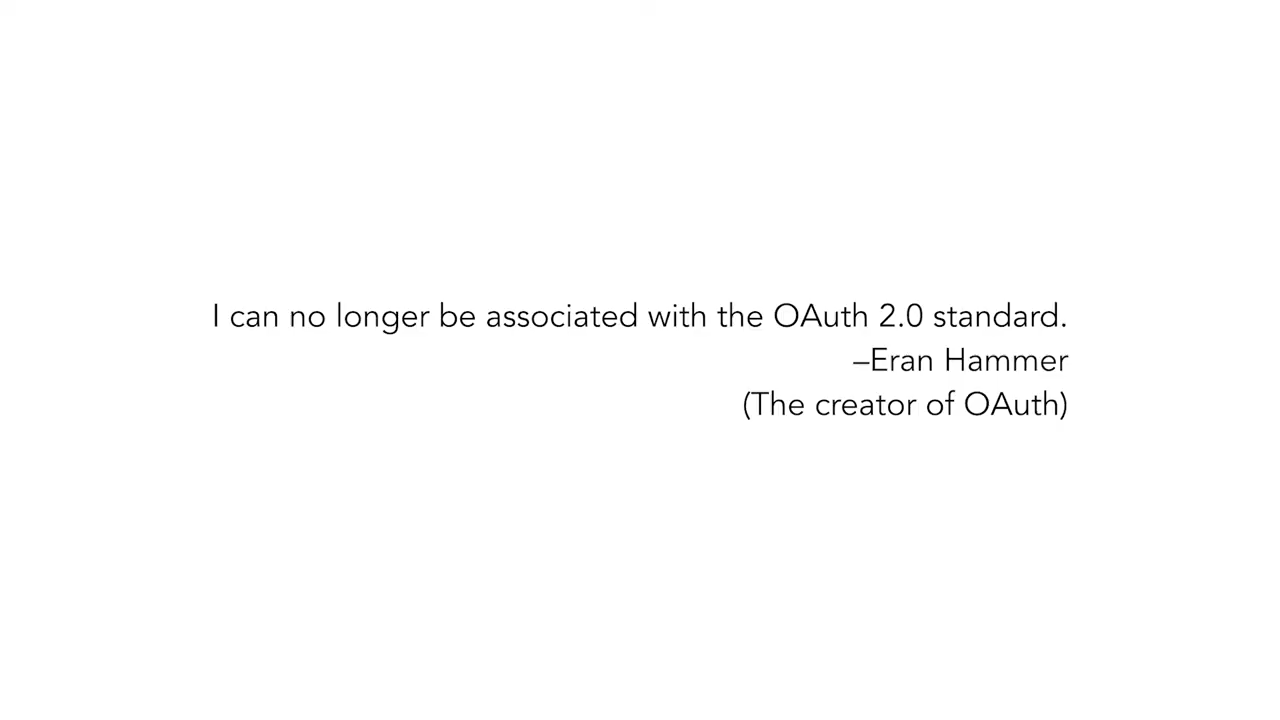 I can no longer be associated with the OAuth 2.0 standard.
–Eran Hammer
(The creator of OAuth)